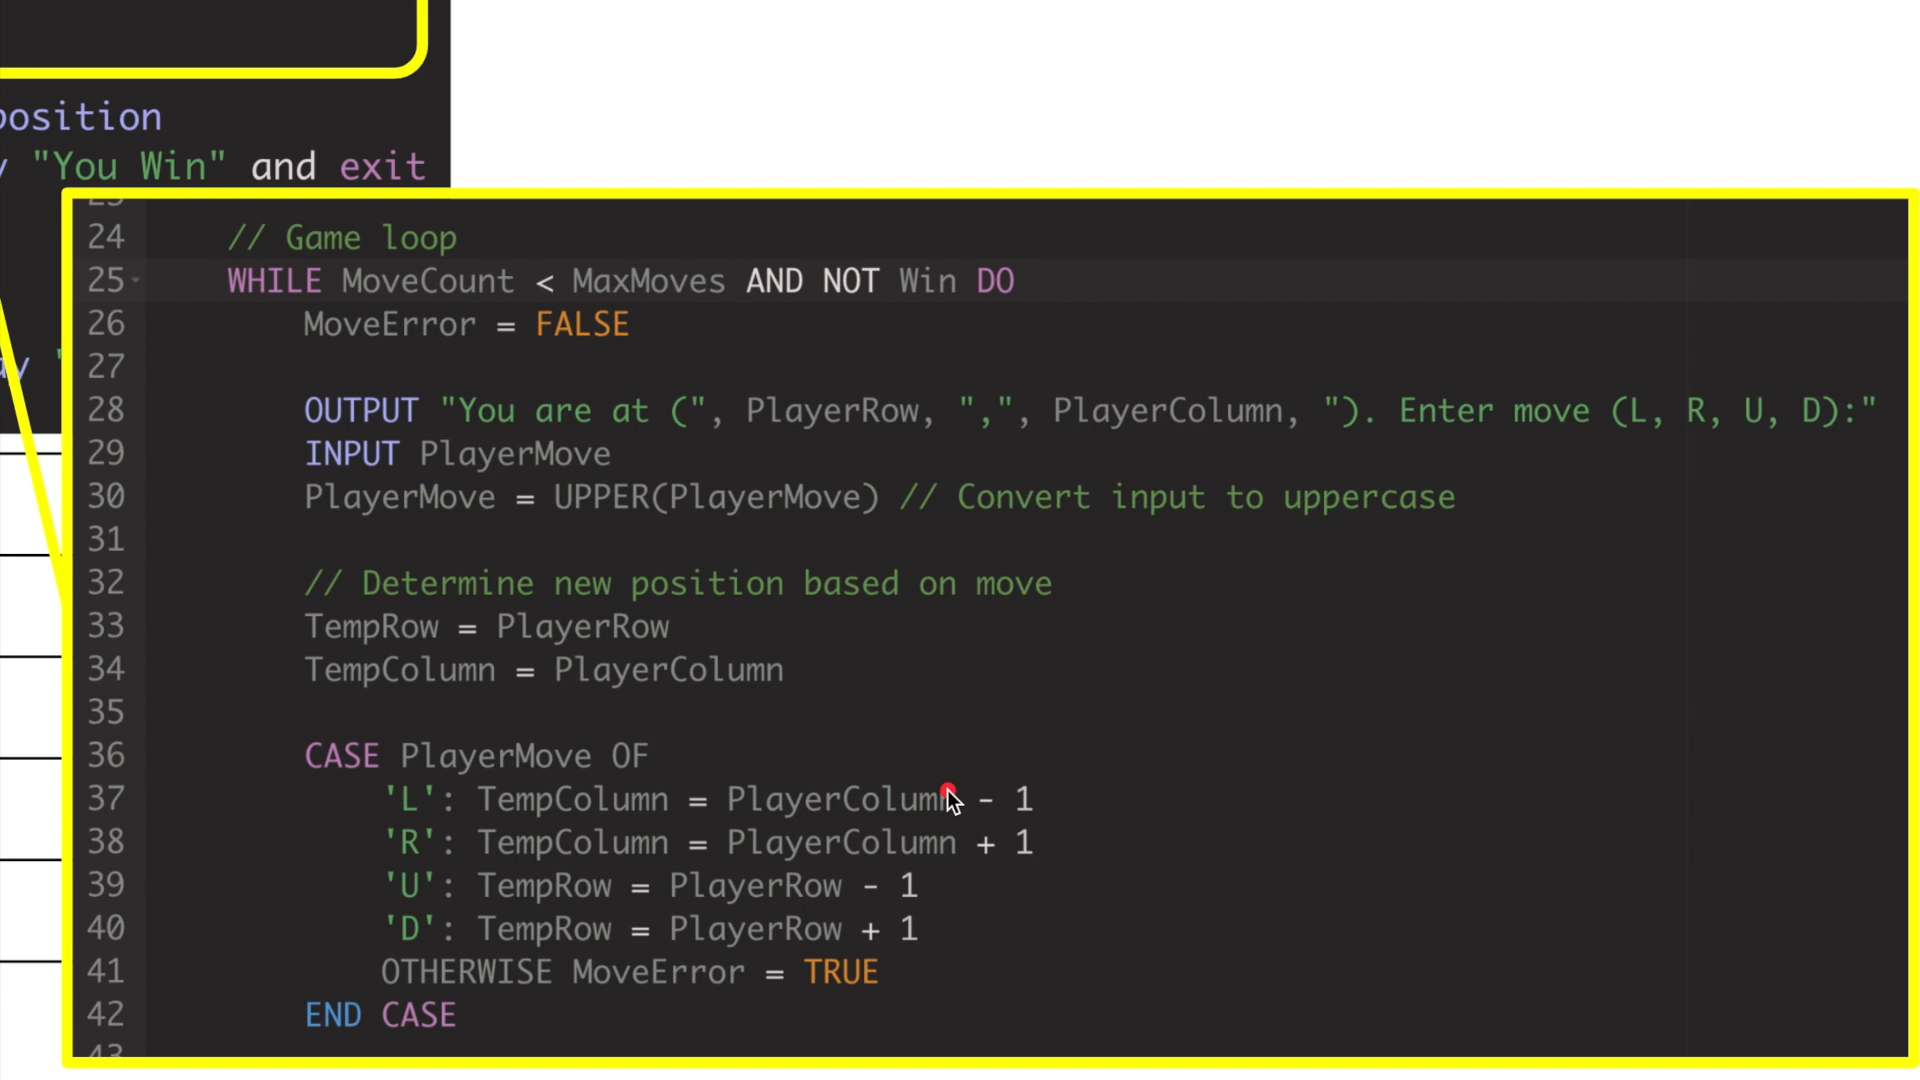 position
"You Win" and exit
24 // Game loop
25 WHILE MoveCount < MaxMoves AND NOT Win DO
26 MoveError = FALSE
27
28 OUTPUT "You are at (", PlayerRow, ",", PlayerColumn, "). Enter move (L, R, U, D):"
29 INPUT PlayerMove
30 PlayerMove = UPPER(PlayerMove) // Convert input to uppercase
31
32 // Determine new position based on move
33 TempRow = PlayerRow
34 TempColumn = PlayerColumn
35
36 CASE PlayerMove OF
37 'L': TempColumn = PlayerColumn - 1
38 'R': TempColumn = PlayerColumn + 1
39 'U': TempRow = PlayerRow - 1
40 'D': TempRow = PlayerRow + 1
41 OTHERWISE MoveError = TRUE
42 END CASE